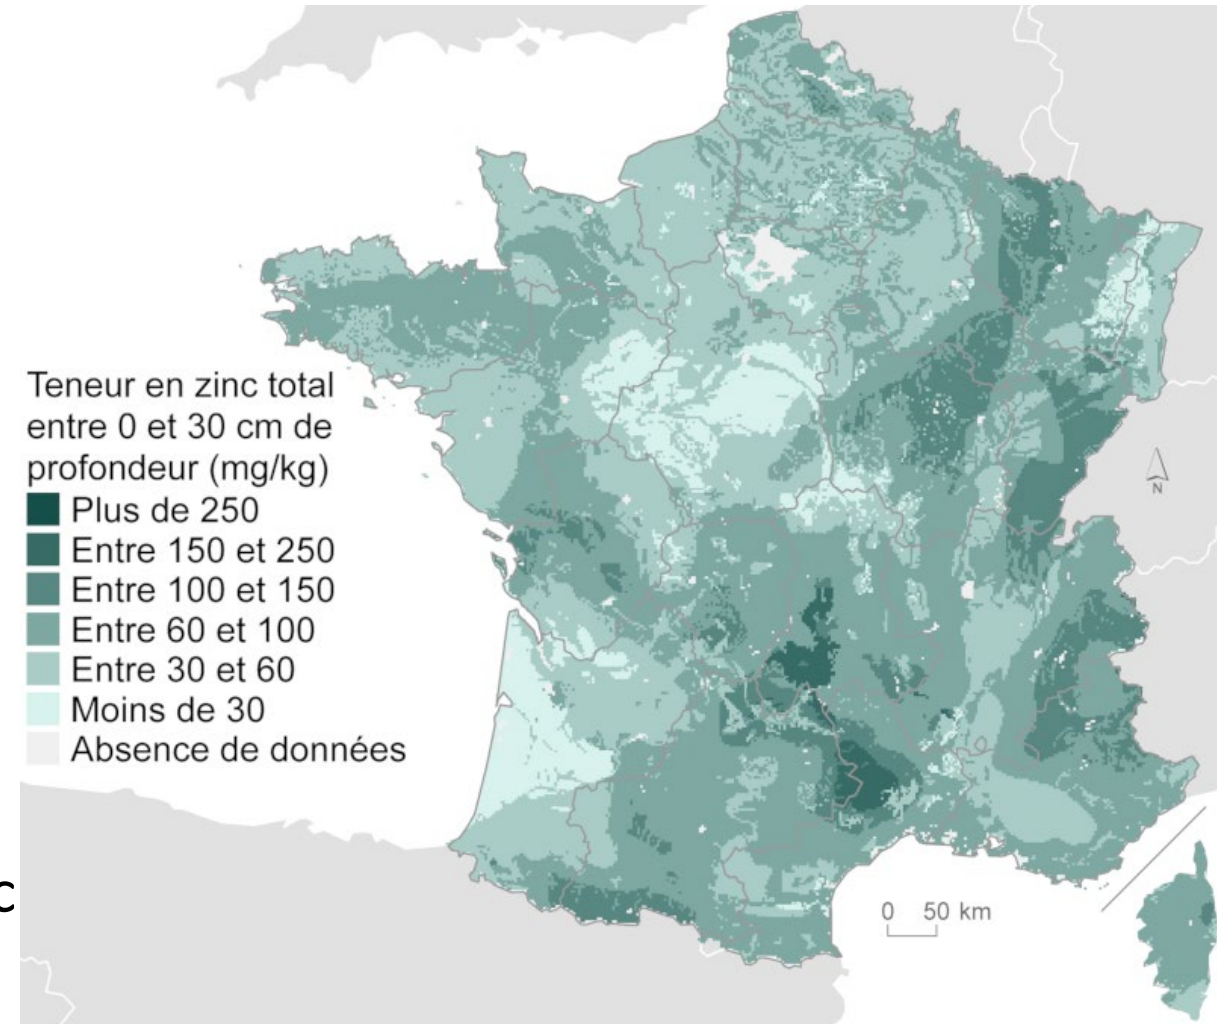 Teneur en zinc total
entre 0 et 30 cm de
profondeur (mg/kg)
Plus de 250
Entre 150 et 250
Entre 100 et 150
Entre 60 et 100
Entre 30 et 60
Moins de 30
Absence de données
N
C
0 50 km